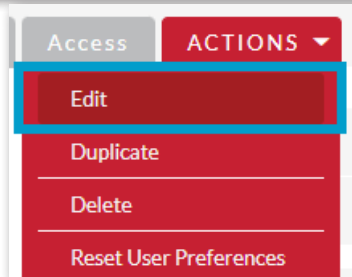 Access ACTIONS
Edit
Duplicate
Delete
Reset User Preferences